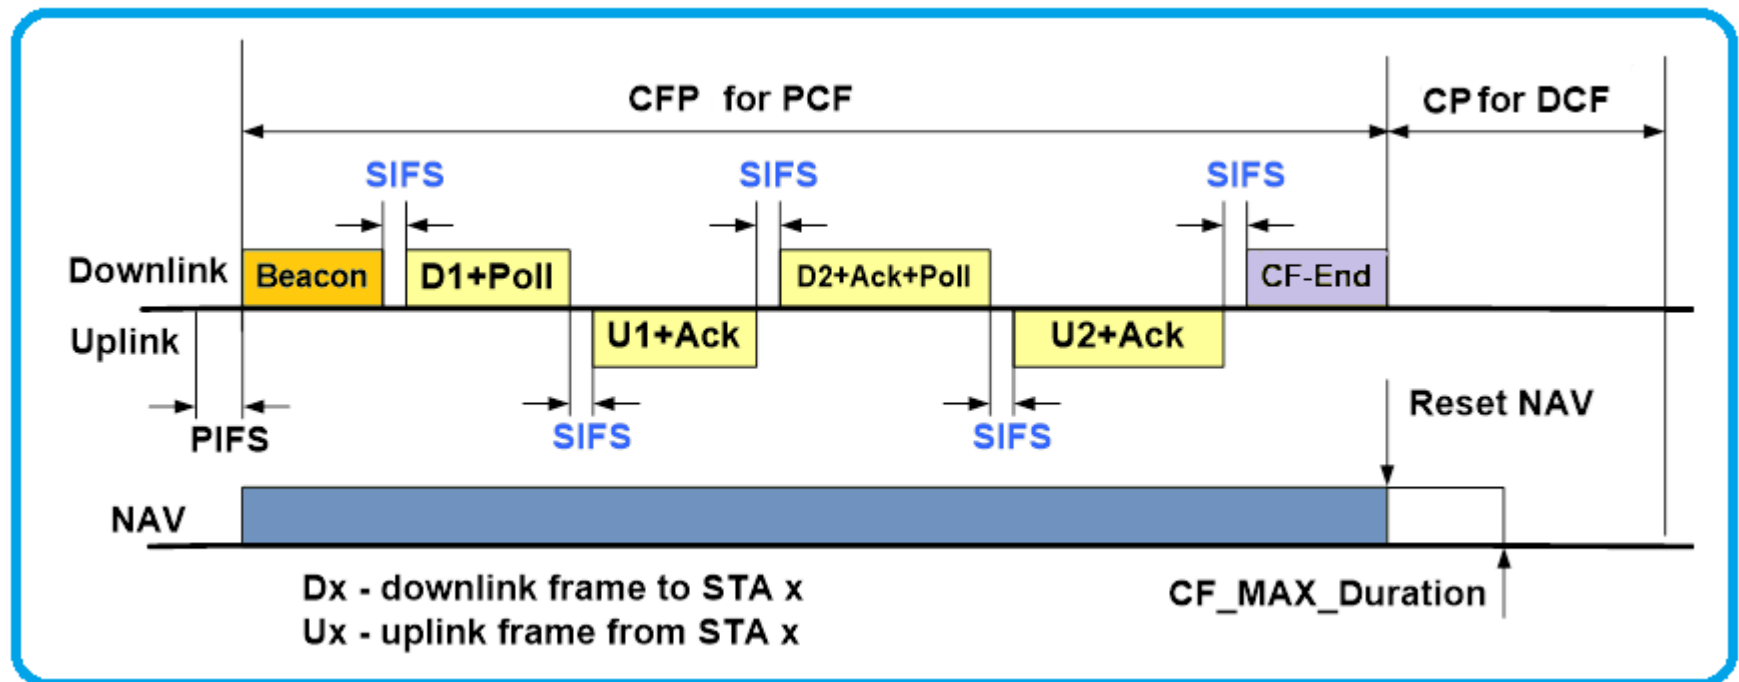 CFP for PCF
CP for DCF
SIFS SIFS SIFS
Downlink Beacon D1+Poll D2+Ack+Poll CF-End
Uplink U1+Ack U2+Ack
PIFS SIFS SIFS Reset NAV
NAV
Dx - downlink frame to STA x
CF_MAX_Duration
Ux - uplink frame from STA x